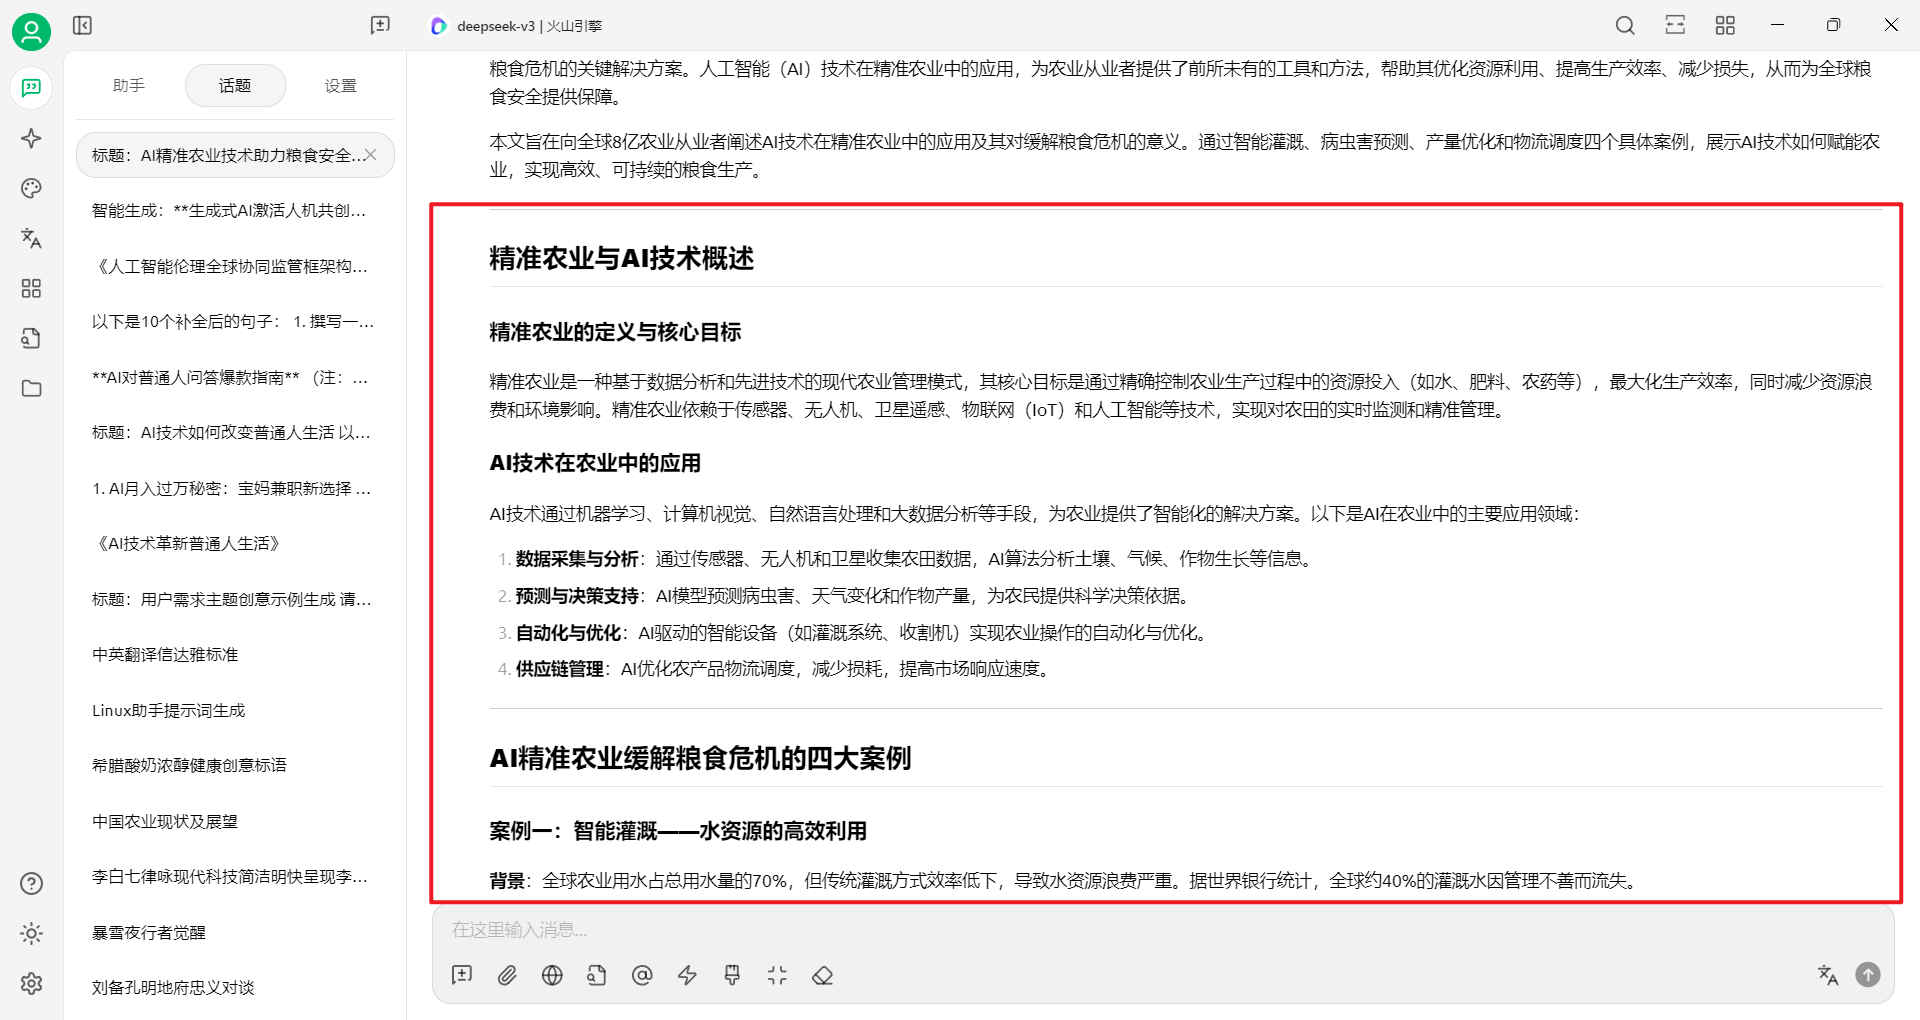 deepseek-v3 | 火山引擎
助手
话题
设置
标题：AI精准农业技术助力粮食安全...
智能生成：**生成式AI激活人机共创...
《人工智能伦理全球协同监管框架构...
以下是10个补全后的句子： 1. 撰写一...
**AI对普通人问答爆款指南** （注：...
标题：AI技术如何改变普通人生活 以...
1. AI月入过万秘密：宝妈兼职新选择 ...
《AI技术革新普通人生活》
标题：用户需求主题创意示例生成 请...
中英翻译信达雅标准
Linux助手提示词生成
希腊酸奶浓醇健康创意标语
中国农业现状及展望
李白七律咏现代科技简洁明快呈现李...
暴雪夜行者觉醒
刘备孔明地府忠义对谈
粮食危机的关键解决方案。人工智能（AI）技术在精准农业中的应用，为农业从业者提供了前所未有的工具和方法，帮助其优化资源利用、提高生产效率、减少损失，从而为全球粮
食安全提供保障。
本文旨在向全球8亿农业从业者阐述AI技术在精准农业中的应用及其对缓解粮食危机的意义。通过智能灌溉、病虫害预测、产量优化和物流调度四个具体案例，展示AI技术如何赋能农
业，实现高效、可持续的粮食生产。
精准农业与AI技术概述
精准农业的定义与核心目标
精准农业是一种基于数据分析和先进技术的现代农业管理模式，其核心目标是通过精确控制农业生产过程中的资源投入（如水、肥料、农药等），最大化生产效率，同时减少资源浪
费和环境影响。精准农业依赖于传感器、无人机、卫星遥感、物联网（IoT）和人工智能等技术，实现对农田的实时监测和精准管理。
AI技术在农业中的应用
AI技术通过机器学习、计算机视觉、自然语言处理和大数据分析等手段，为农业提供了智能化的解决方案。以下是AI在农业中的主要应用领域：
1. 数据采集与分析：通过传感器、无人机和卫星收集农田数据，AI算法分析土壤、气候、作物生长等信息。
2. 预测与决策支持：AI模型预测病虫害、天气变化和作物产量，为农民提供科学决策依据。
3. 自动化与优化：AI驱动的智能设备（如灌溉系统、收割机）实现农业操作的自动化与优化。
4. 供应链管理：AI优化农产品物流调度，减少损耗，提高市场响应速度。
AI精准农业缓解粮食危机的四大案例
案例一：智能灌溉——水资源的高效利用
背景：全球农业用水占总用水量的70%，但传统灌溉方式效率低下，导致水资源浪费严重。据世界银行统计，全球约40%的灌溉水因管理不善而流失。
在这里输入消息...